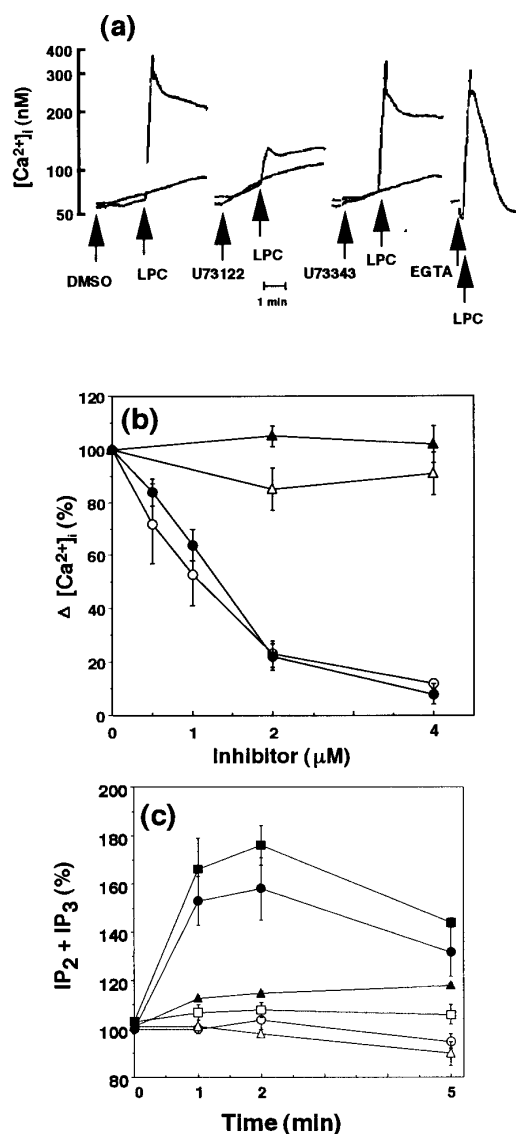 (a)
[Ca²⁺]i (nM)
400
300
200
100
50
DMSO
LPC
U73122
LPC
1 min
U73343
LPC
EGTA
LPC
(b)
Δ [Ca²⁺]i (%)
120
100
80
60
40
20
0
0
2
4
Inhibitor (μM)
(c)
IP₂ + IP₃ (%)
200
180
160
140
120
100
80
0
1
2
5
Time (min)